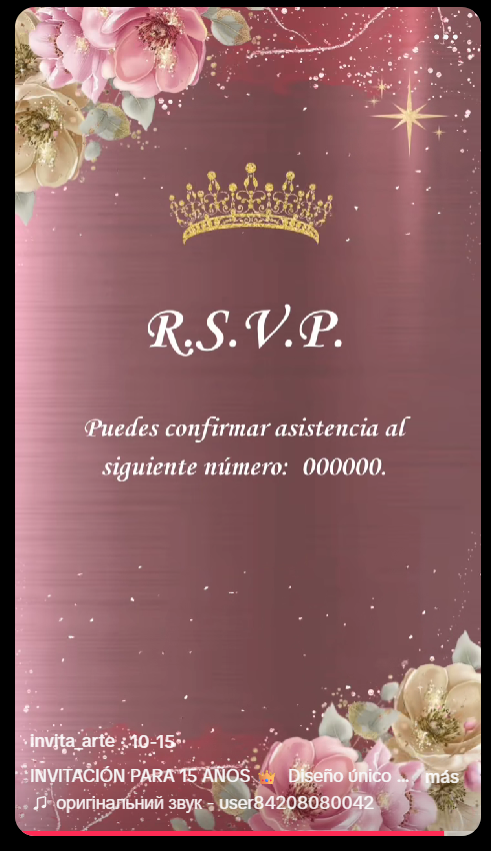 R.S.V.P.
Puedes confirmar asistencia al
siguiente número: 000000.
invita_arte · 10-15
INVITACIÓN PARA 15 AÑOS 👑 Diseño único ... más
♫ оригінальний звук - user84208080042